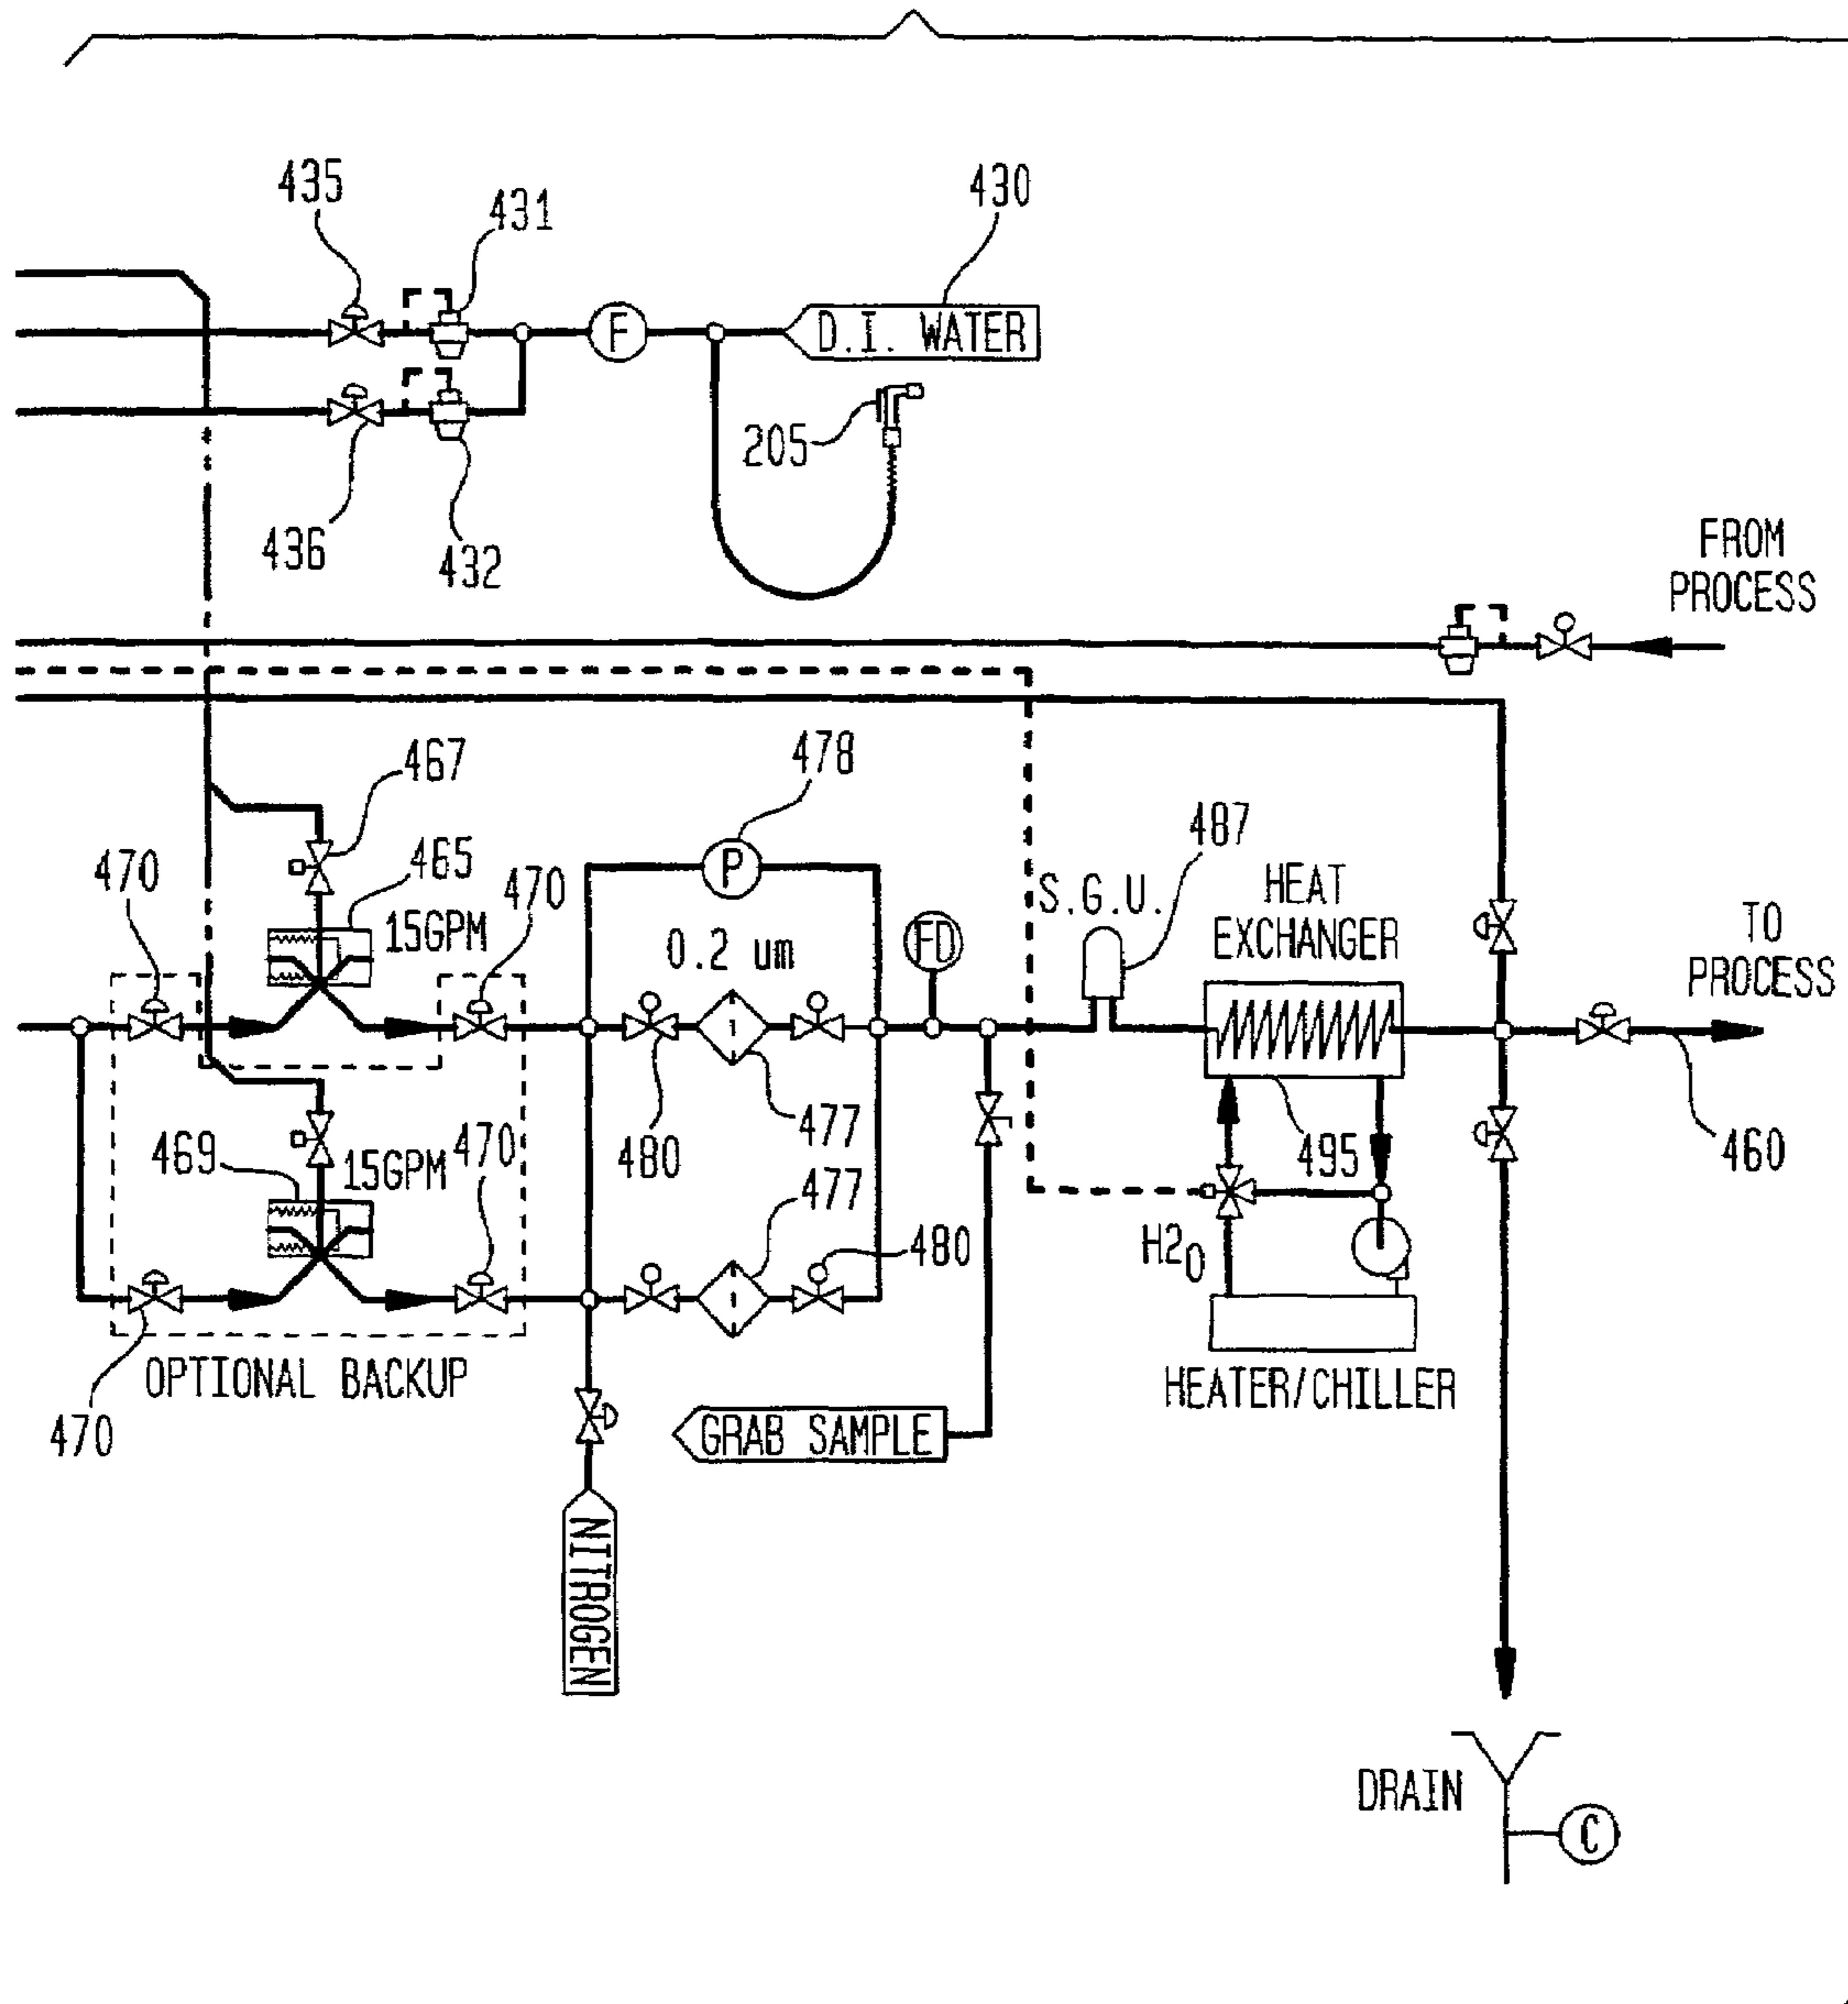 435
431
430
F
D.I. WATER
205
436
432
FROM
PROCESS
467
478
487
470
465
470
P
S.G.U.
HEAT
EXCHANGER
15GPM
0.2 um
FD
TO
PROCESS
469
15GPM
470
480
477
477
495
460
H2O
480
OPTIONAL BACKUP
HEATER/CHILLER
470
GRAB SAMPLE
NITROGEN
DRAIN
C